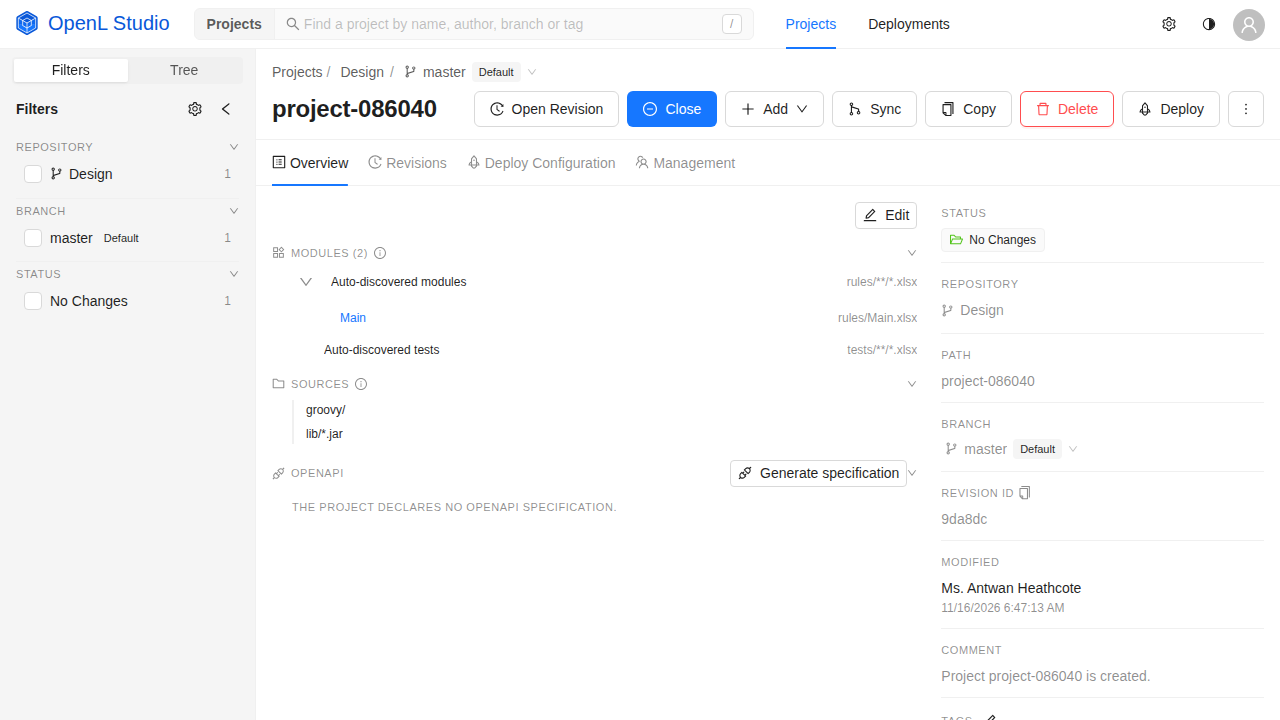 OpenL Studio
Projects
Find a project by name, author, branch or tag
/
Projects
Deployments
Filters
Tree
Projects / Design / master Default
Filters
project-086040
Open Revision
Close
Add
Sync
Copy
Delete
Deploy
REPOSITORY
Design 1
BRANCH
master Default 1
STATUS
No Changes 1
Overview
Revisions
Deploy Configuration
Management
Edit
MODULES (2)
Auto-discovered modules rules/**/*.xlsx
Main rules/Main.xlsx
Auto-discovered tests tests/**/*.xlsx
SOURCES
groovy/
lib/*.jar
OPENAPI
Generate specification
THE PROJECT DECLARES NO OPENAPI SPECIFICATION.
STATUS
No Changes
REPOSITORY
Design
PATH
project-086040
BRANCH
master Default
REVISION ID
9da8dc
MODIFIED
Ms. Antwan Heathcote
11/16/2026 6:47:13 AM
COMMENT
Project project-086040 is created.
TAGS